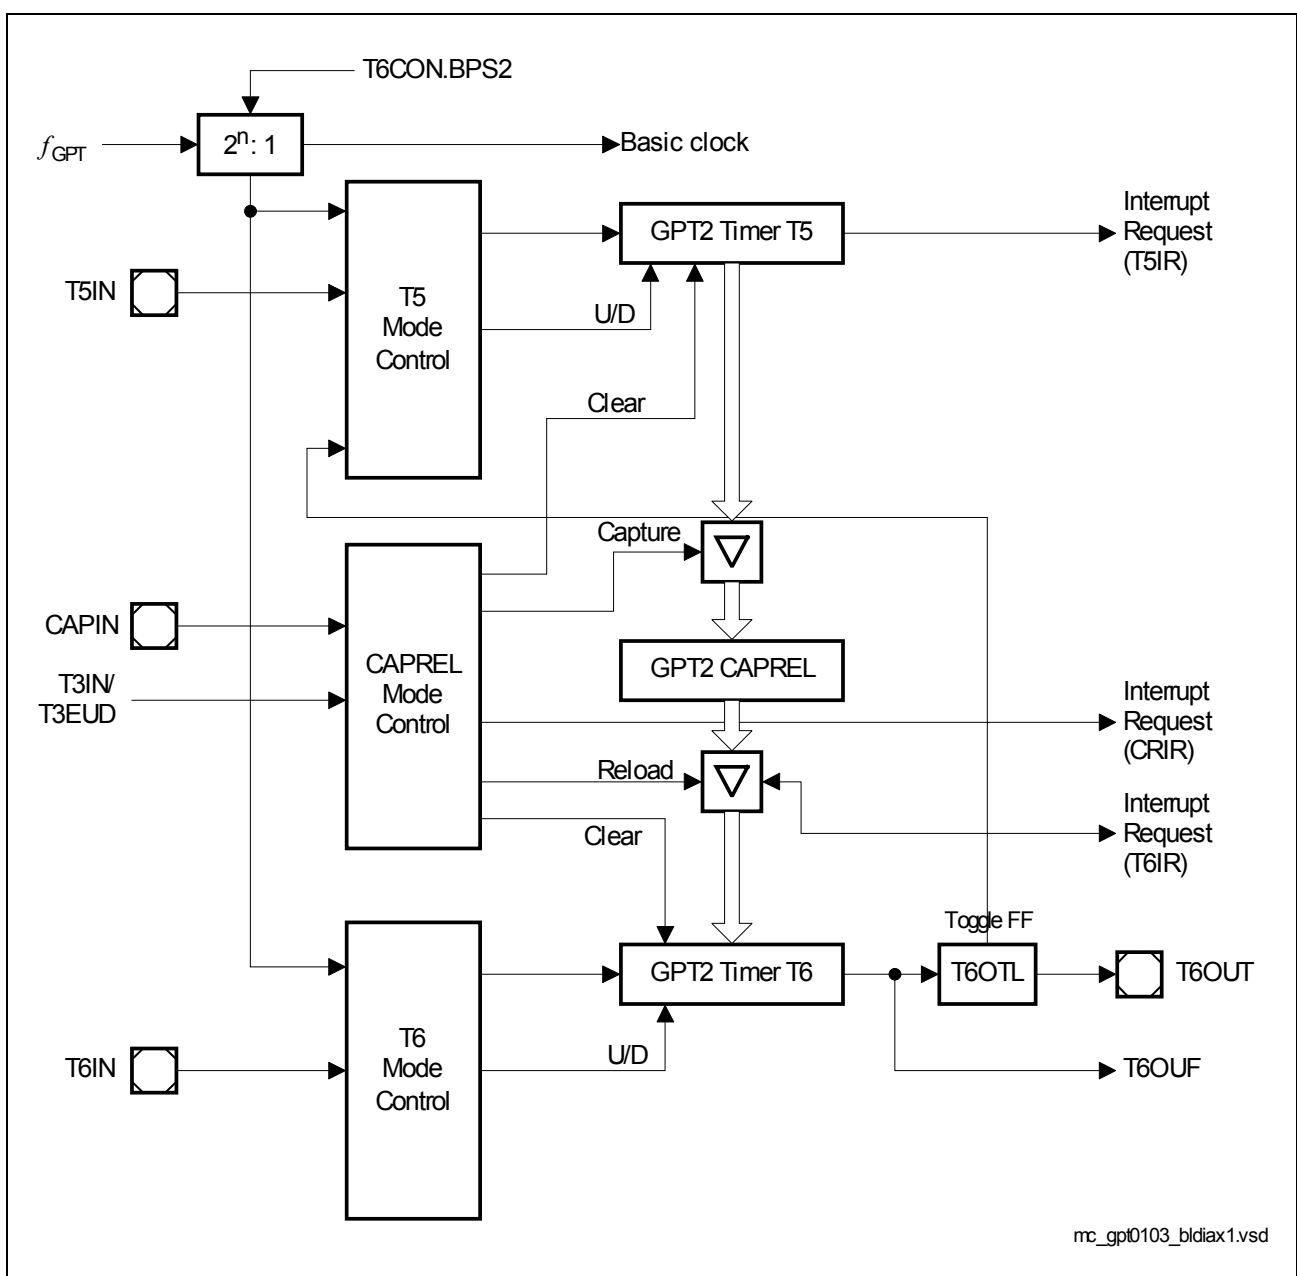 T6CON.BPS2
fGPT
2n: 1
Basic clock
T5IN
T5
Mode
Control
GPT2 Timer T5
Interrupt
Request
(T5IR)
U/D
Clear
Capture
CAPIN
T3IN/
T3EUD
CAPREL
Mode
Control
GPT2 CAPREL
Interrupt
Request
(CRIR)
Reload
Interrupt
Request
(T6IR)
Clear
Toggle FF
GPT2 Timer T6
T6OTL
T6OUT
T6IN
T6
Mode
Control
U/D
T6OUF
mc_gpt0103_bldiax1.vsd